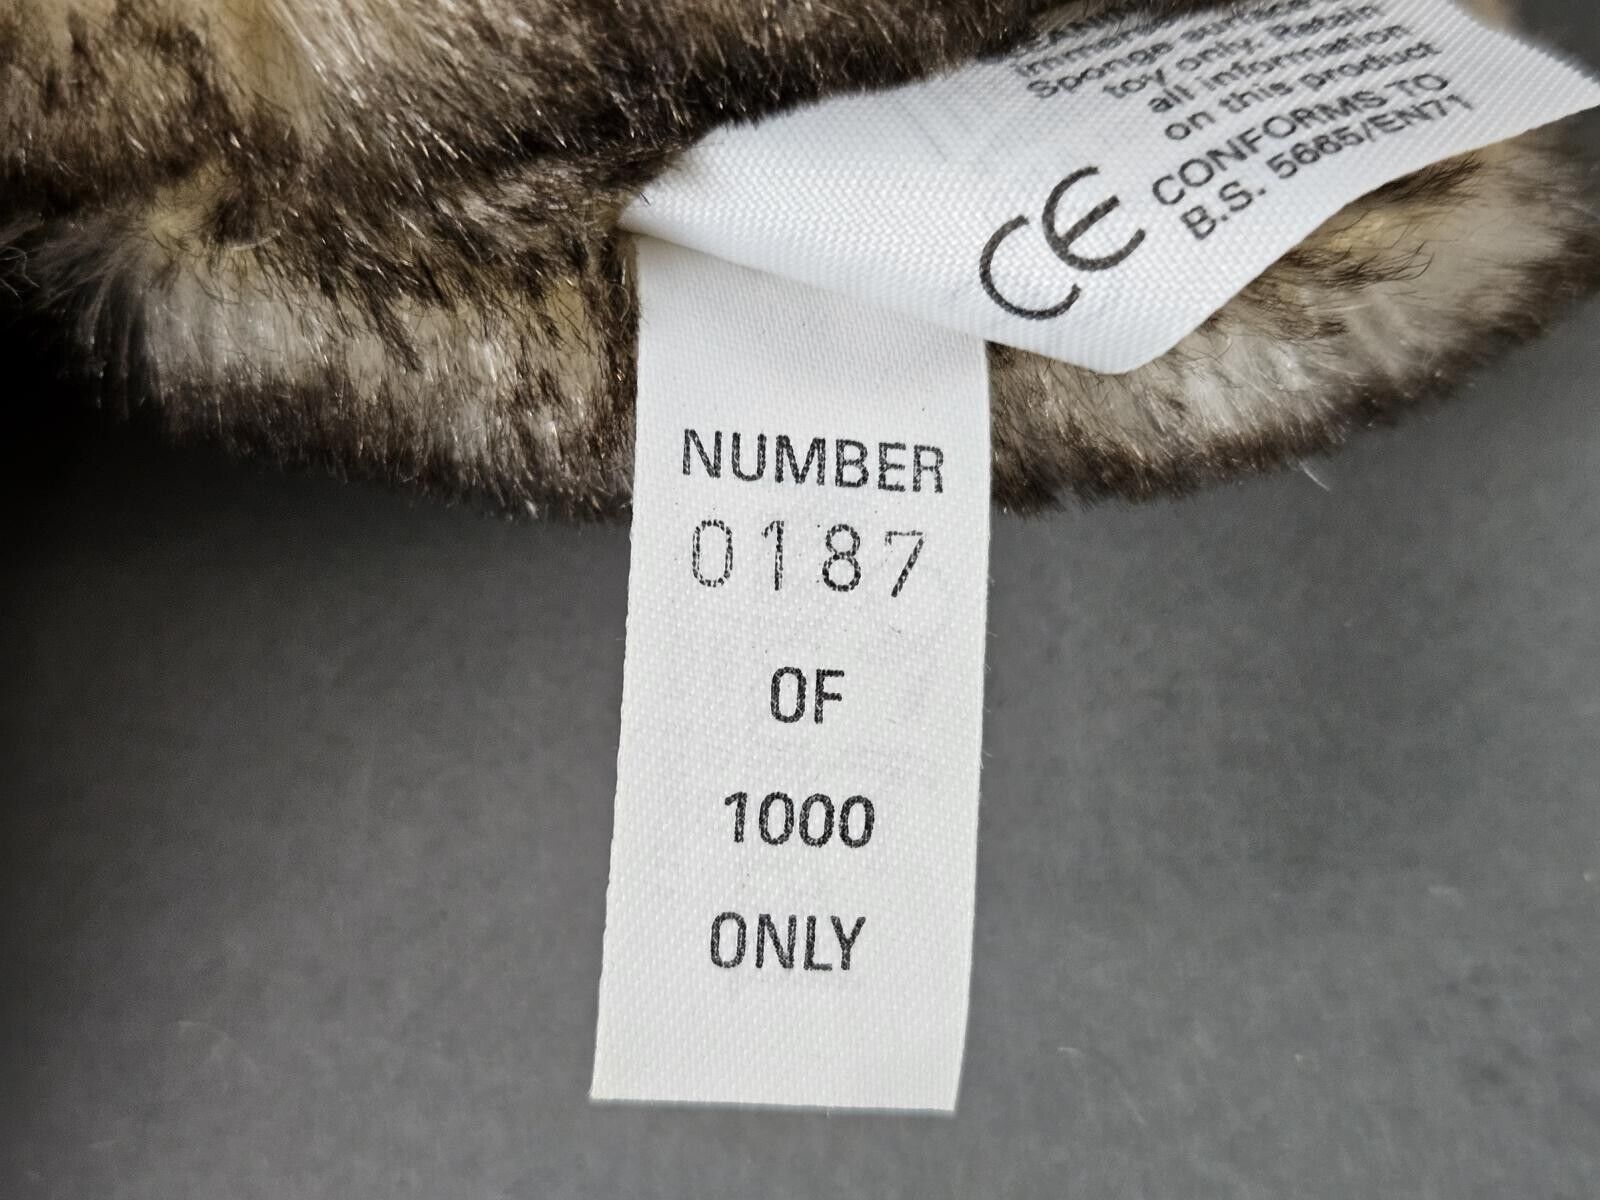 Sponge surface
toy only. Retain
all information
on this product
CE CONFORMS TO
B.S. 5665/EN71
NUMBER
0187
OF
1000
ONLY